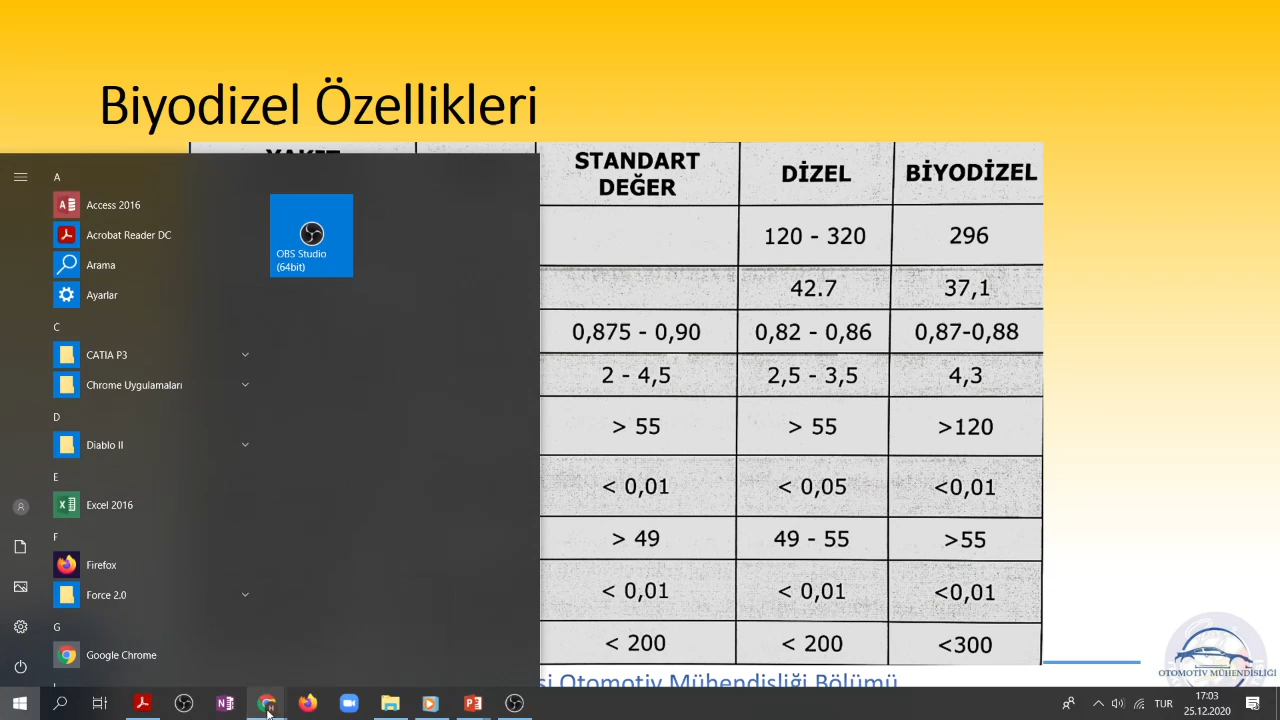 Biyodizel Özellikleri
STANDART DEĞER DİZEL BİYODİZEL
120 - 320 296
42.7 37,1
0,875 - 0,90 0,82 - 0,86 0,87-0,88
2 - 4,5 2,5 - 3,5 4,3
> 55 > 55 >120
< 0,01 < 0,05 <0,01
> 49 49 - 55 >55
< 0,01 < 0,01 <0,01
< 200 < 200 <300
A
Access 2016
Acrobat Reader DC
Arama
Ayarlar
C
CATIA P3
Chrome Uygulamaları
D
Diablo II
E
Excel 2016
F
Firefox
Force 2.0
G
Google Chrome
OBS Studio
(64bit)
Otomotiv Mühendisliği Bölümü
OTOMOTİV MÜHENDİSLİĞİ
TUR
17:03
25.12.2020